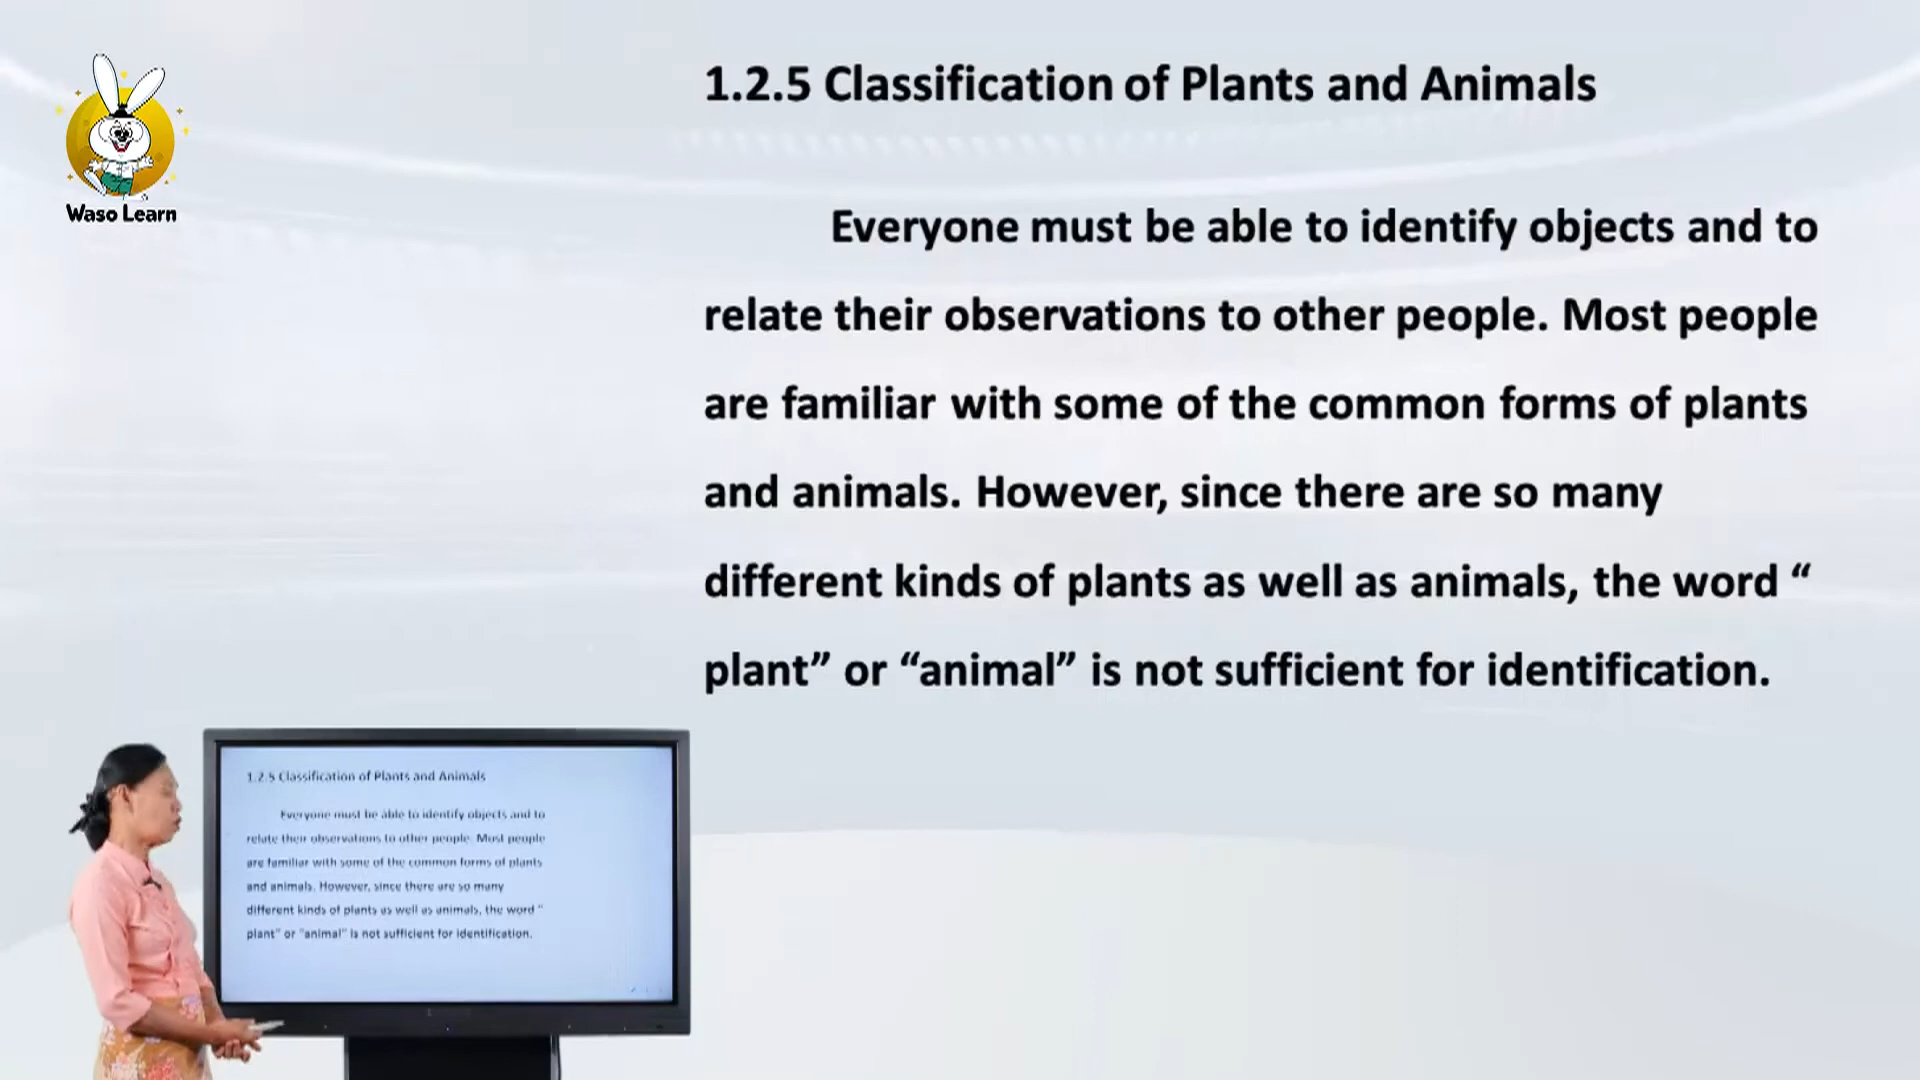 Waso Learn
1.2.5 Classification of Plants and Animals
Everyone must be able to identify objects and to
relate their observations to other people. Most people
are familiar with some of the common forms of plants
and animals. However, since there are so many
different kinds of plants as well as animals, the word “
plant” or “animal” is not sufficient for identification.
1.2.5 Classification of Plants and Animals
Everyone must be able to identify objects and to
relate their observations to other people. Most people
are familiar with some of the common forms of plants
and animals. However, since there are so many
different kinds of plants as well as animals, the word “
plant” or “animal” is not sufficient for identification.